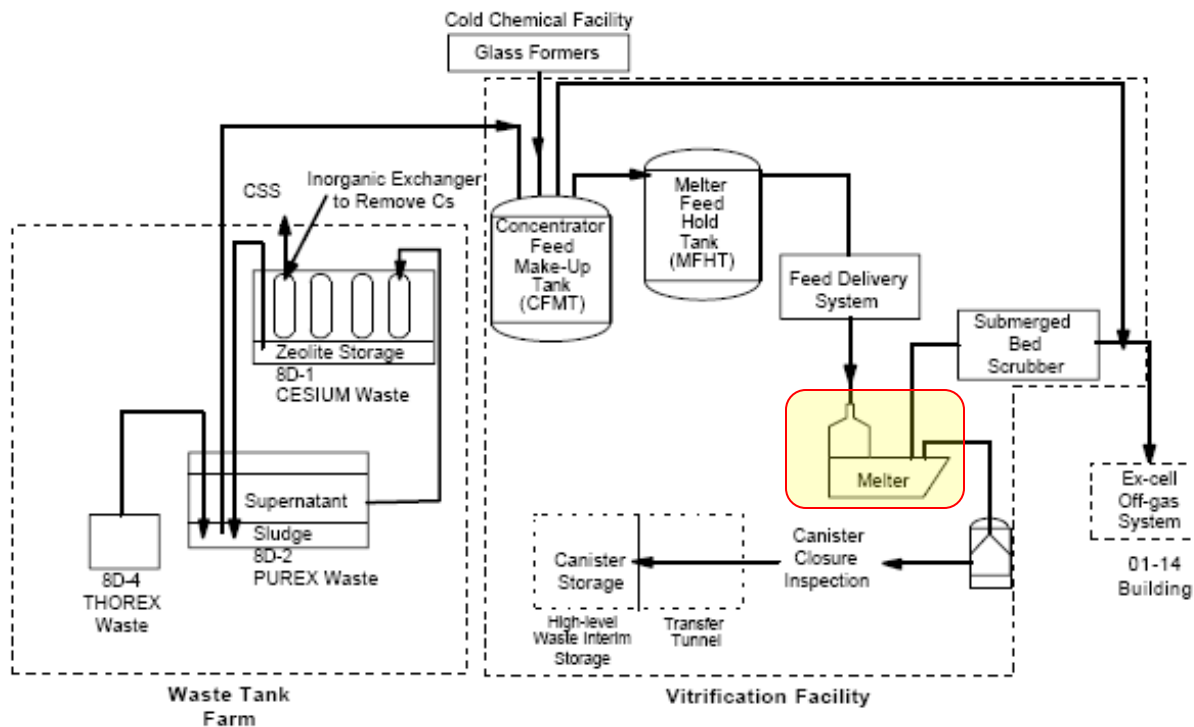 Cold Chemical Facility
Glass Formers
CSS
Inorganic Exchanger
to Remove Cs
Concentrator
Feed
Make-Up
Tank
(CFMT)
Melter
Feed
Hold
Tank
(MFHT)
Feed Delivery
System
Submerged
Bed
Scrubber
Zeolite Storage
8D-1
CESIUM Waste
Supernatant
Sludge
8D-2
PUREX Waste
8D-4
THOREX
Waste
Melter
Ex-cell
Off-gas
System
01-14
Building
Canister
Closure
Inspection
Canister
Storage
High-level
Waste Interim
Storage
Transfer
Tunnel
Waste Tank
Farm
Vitrification Facility